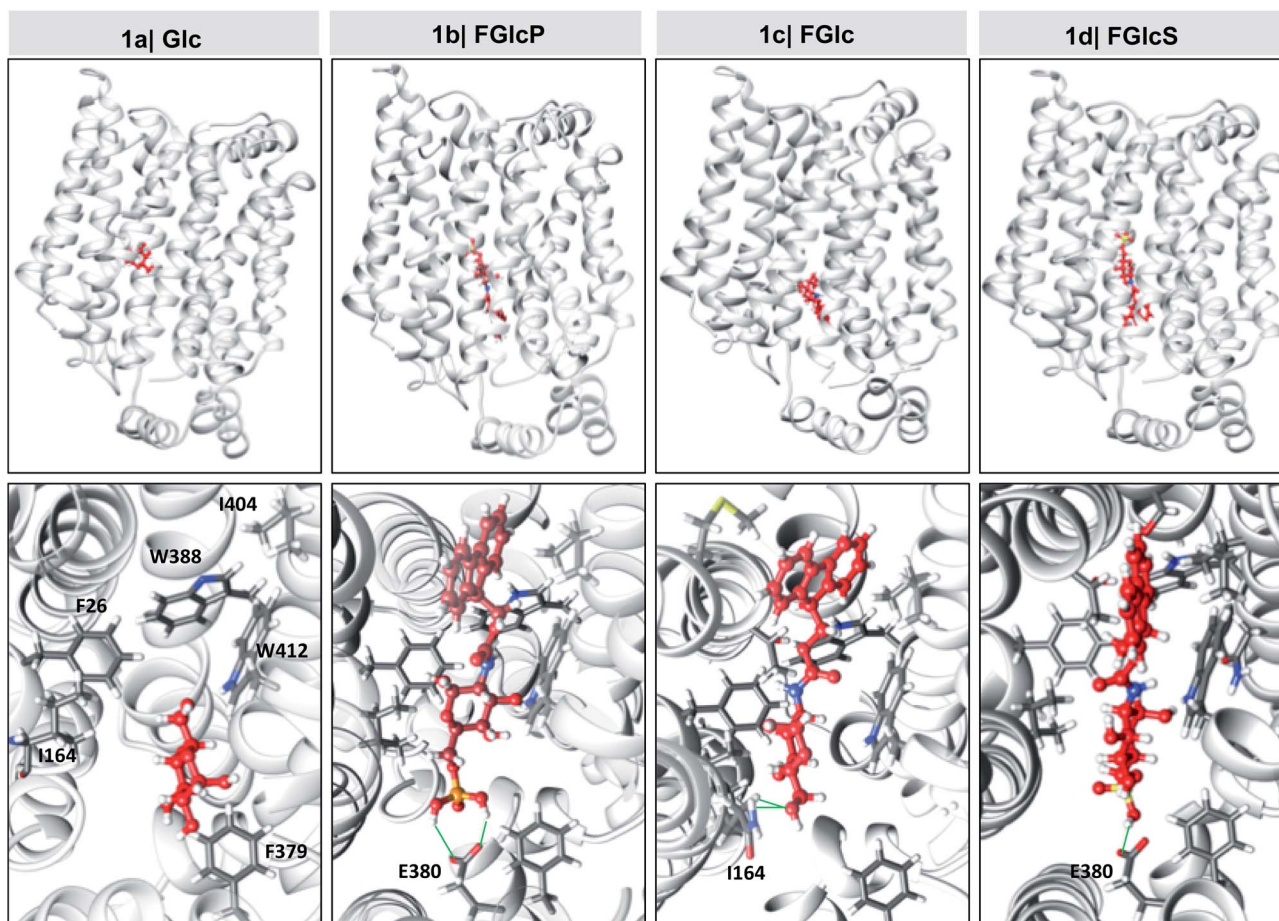 1a| Glc
1b| FGlcP
1c| FGlc
1d| FGlcS
I404
W388
F26
W412
I164
F379
E380
I164
E380